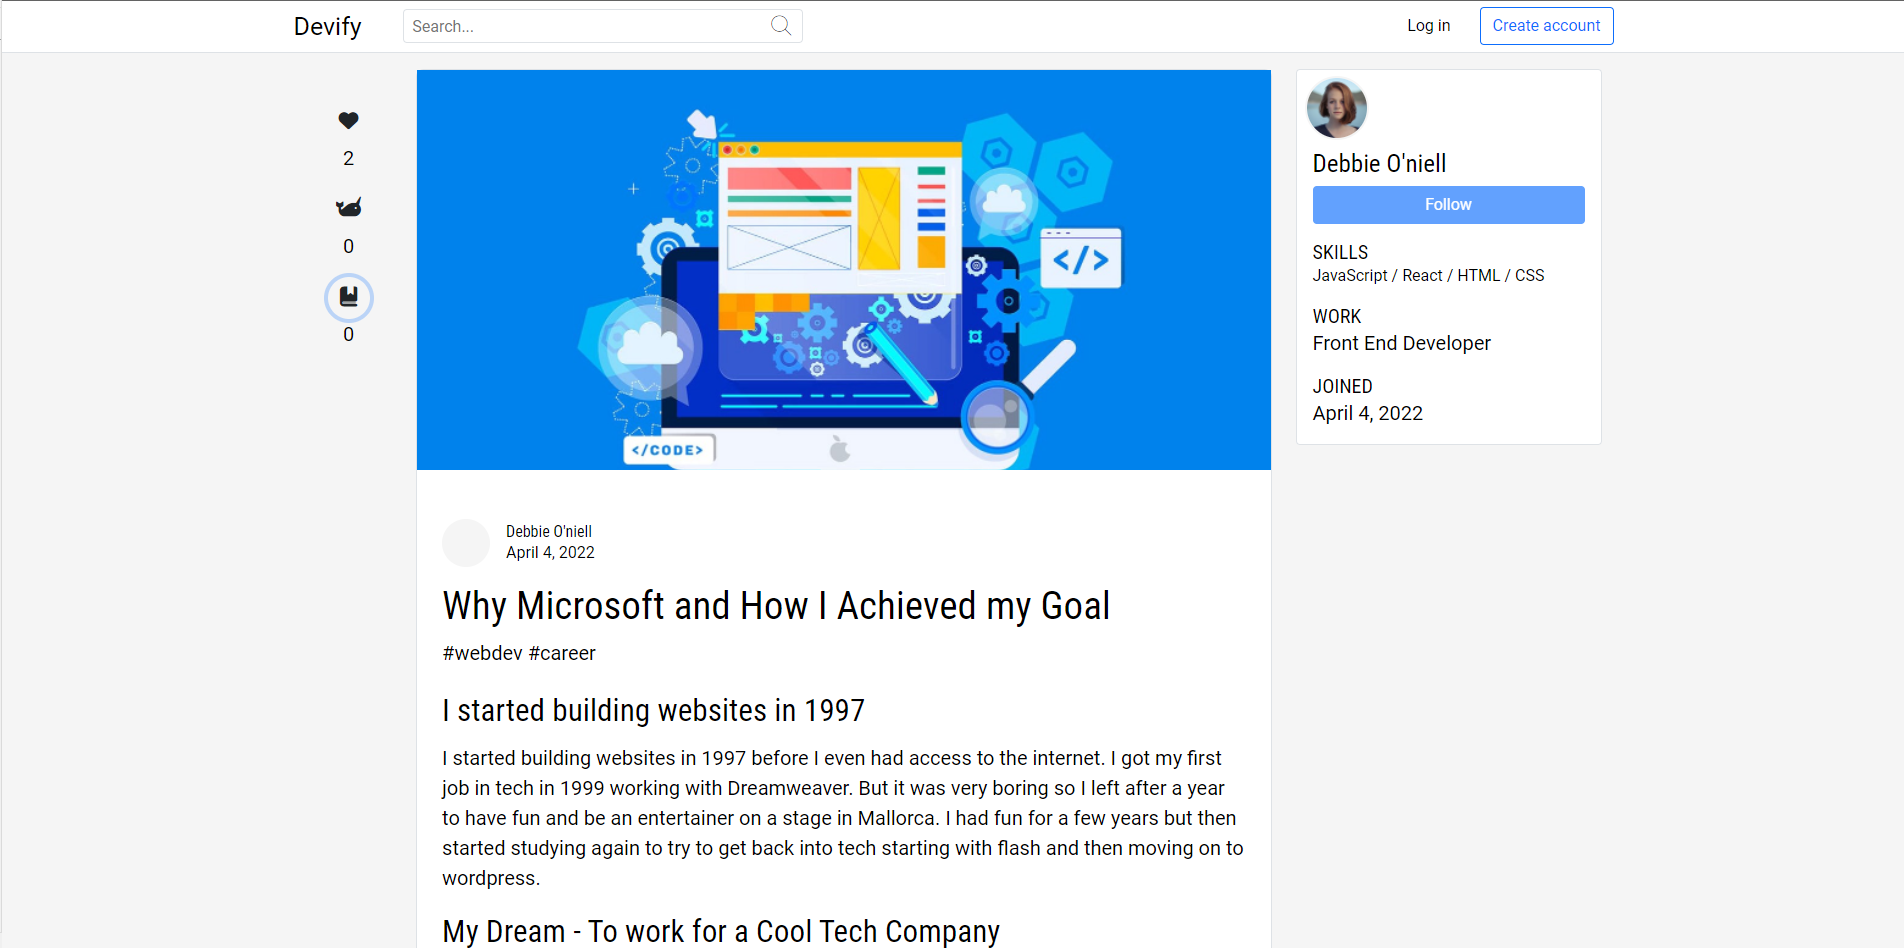 Devify
Search...
Log in
Create account
2
0
0
</>
</CODE>
Debbie O'niell
Follow
SKILLS
JavaScript / React / HTML / CSS
WORK
Front End Developer
JOINED
April 4, 2022
Debbie O'niell
April 4, 2022
Why Microsoft and How I Achieved my Goal
#webdev #career
I started building websites in 1997
I started building websites in 1997 before I even had access to the internet. I got my first
job in tech in 1999 working with Dreamweaver. But it was very boring so I left after a year
to have fun and be an entertainer on a stage in Mallorca. I had fun for a few years but then
started studying again to try to get back into tech starting with flash and then moving on to
wordpress.
My Dream - To work for a Cool Tech Company